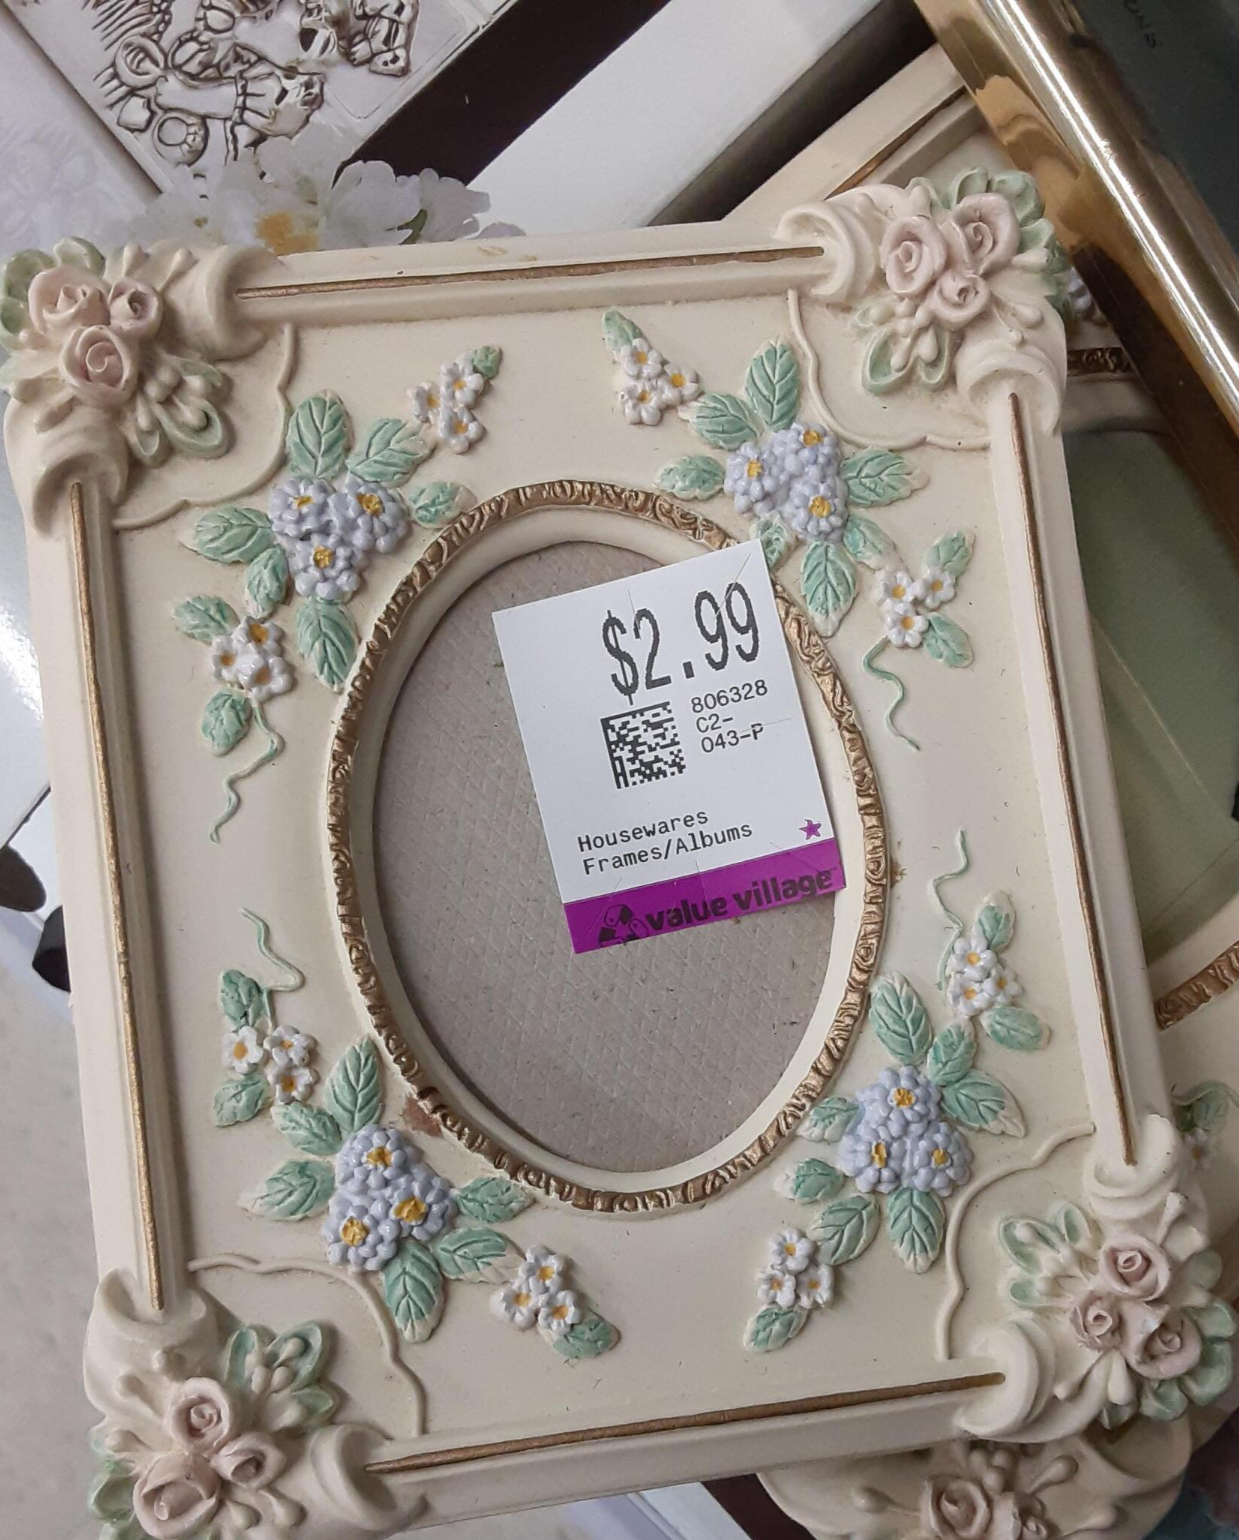 $2.99
806328
C2-
043-P
Housewares
Frames/Albums
value village